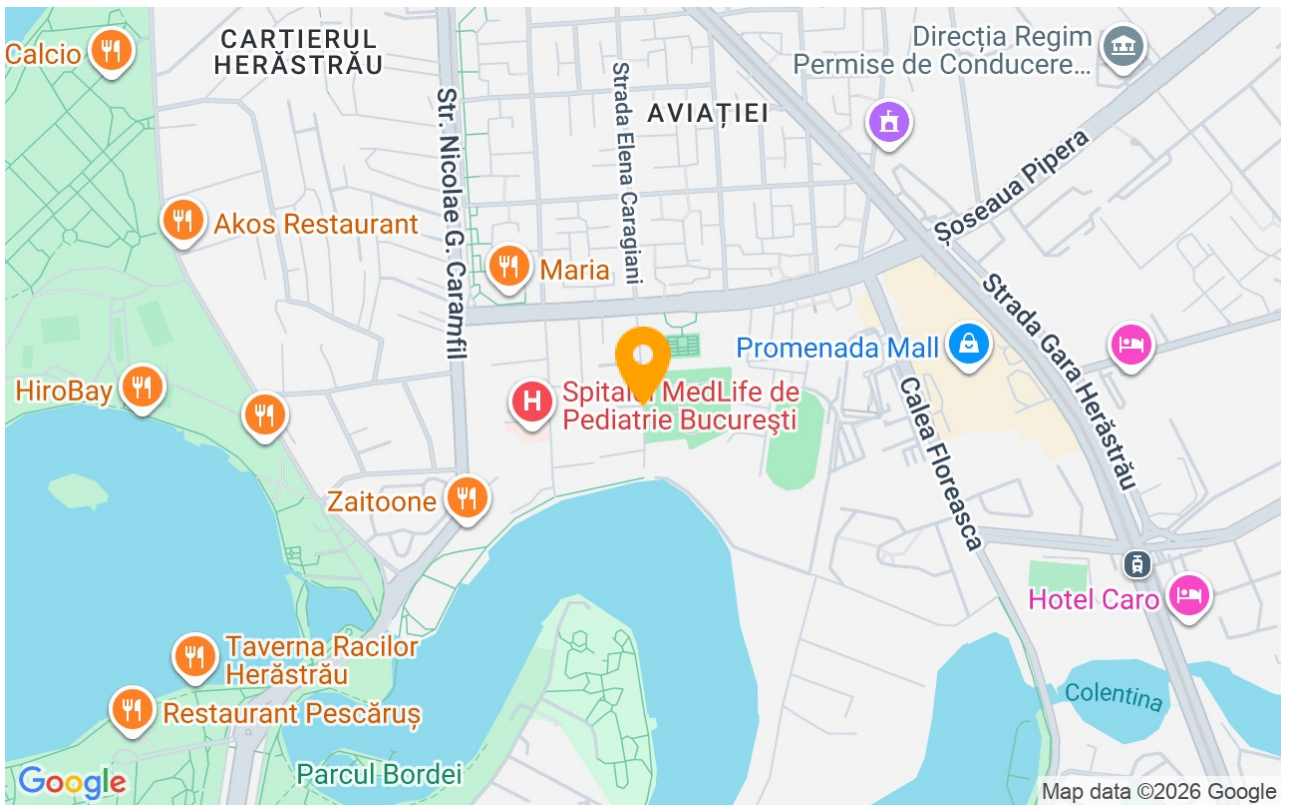 Calcio
CARTIERUL
HERĂSTRĂU
Str. Nicolae G. Caramfil
Strada Elena Caragiani
AVIAȚIEI
Direcția Regim
Permise de Conducere...
Șoseaua Pipera
Akos Restaurant
Maria
Strada Gara Herăstrău
Promenada Mall
HiroBay
H
Spitalul MedLife de
Pediatrie Bucureşti
Calea Floreasca
Zaitoone
Hotel Caro
Taverna Racilor
Herăstrău
Restaurant Pescăruș
Colentina
Parcul Bordei
Google
Map data ©2026 Google